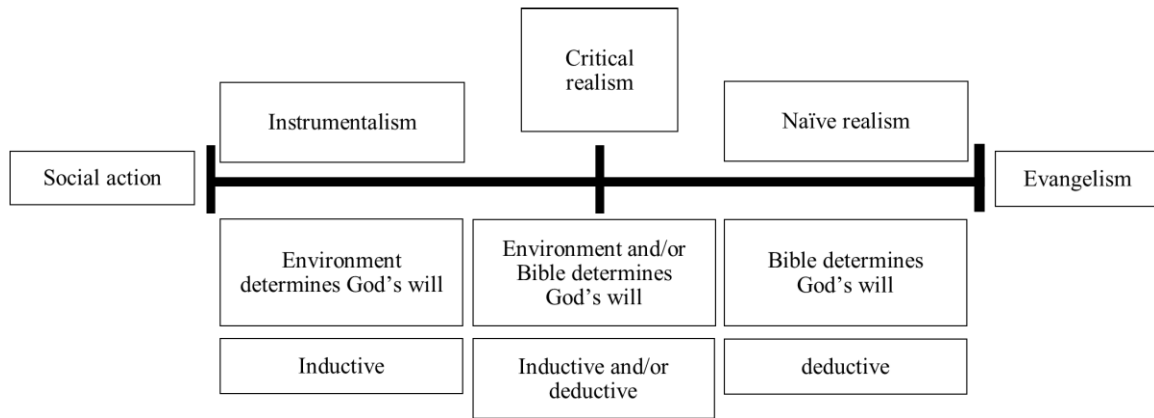 Critical
realism
Instrumentalism
Naïve realism
Social action
Evangelism
Environment
determines God’s will
Environment and/or
Bible determines
God’s will
Bible determines
God’s will
Inductive
Inductive and/or
deductive
deductive